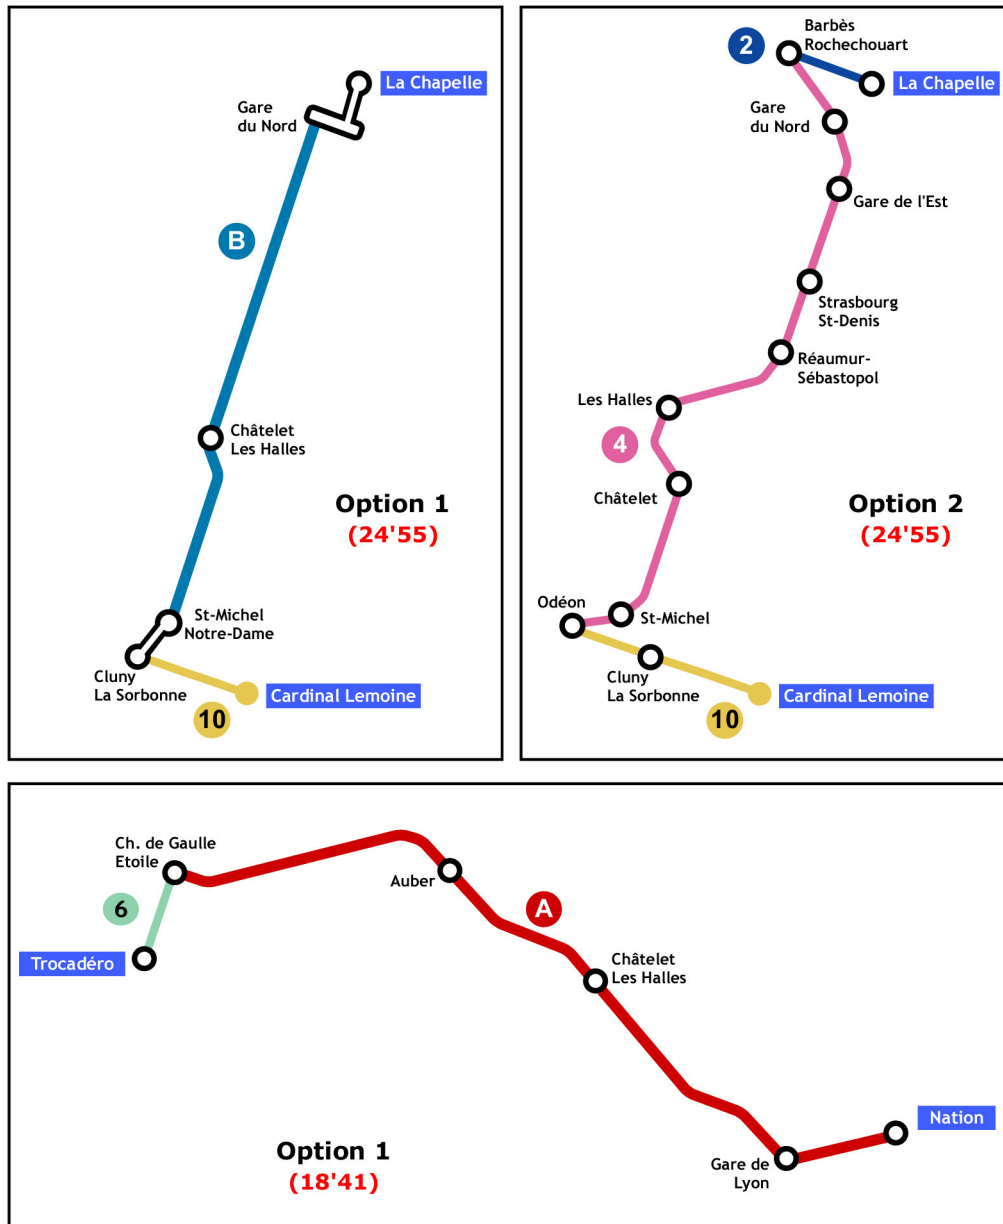 La Chapelle
Gare
du Nord
B
Châtelet
Les Halles
Option 1
(24'55)
St-Michel
Notre-Dame
Cluny
La Sorbonne
Cardinal Lemoine
10
Barbès
Rochechouart
2
La Chapelle
Gare
du Nord
Gare de l'Est
Strasbourg
St-Denis
Réaumur-
Sébastopol
Les Halles
4
Châtelet
Option 2
(24'55)
Odéon
St-Michel
Cluny
La Sorbonne
Cardinal Lemoine
10
Ch. de Gaulle
Etoile
Auber
6
A
Trocadéro
Châtelet
Les Halles
Nation
Option 1
(18'41)
Gare de
Lyon